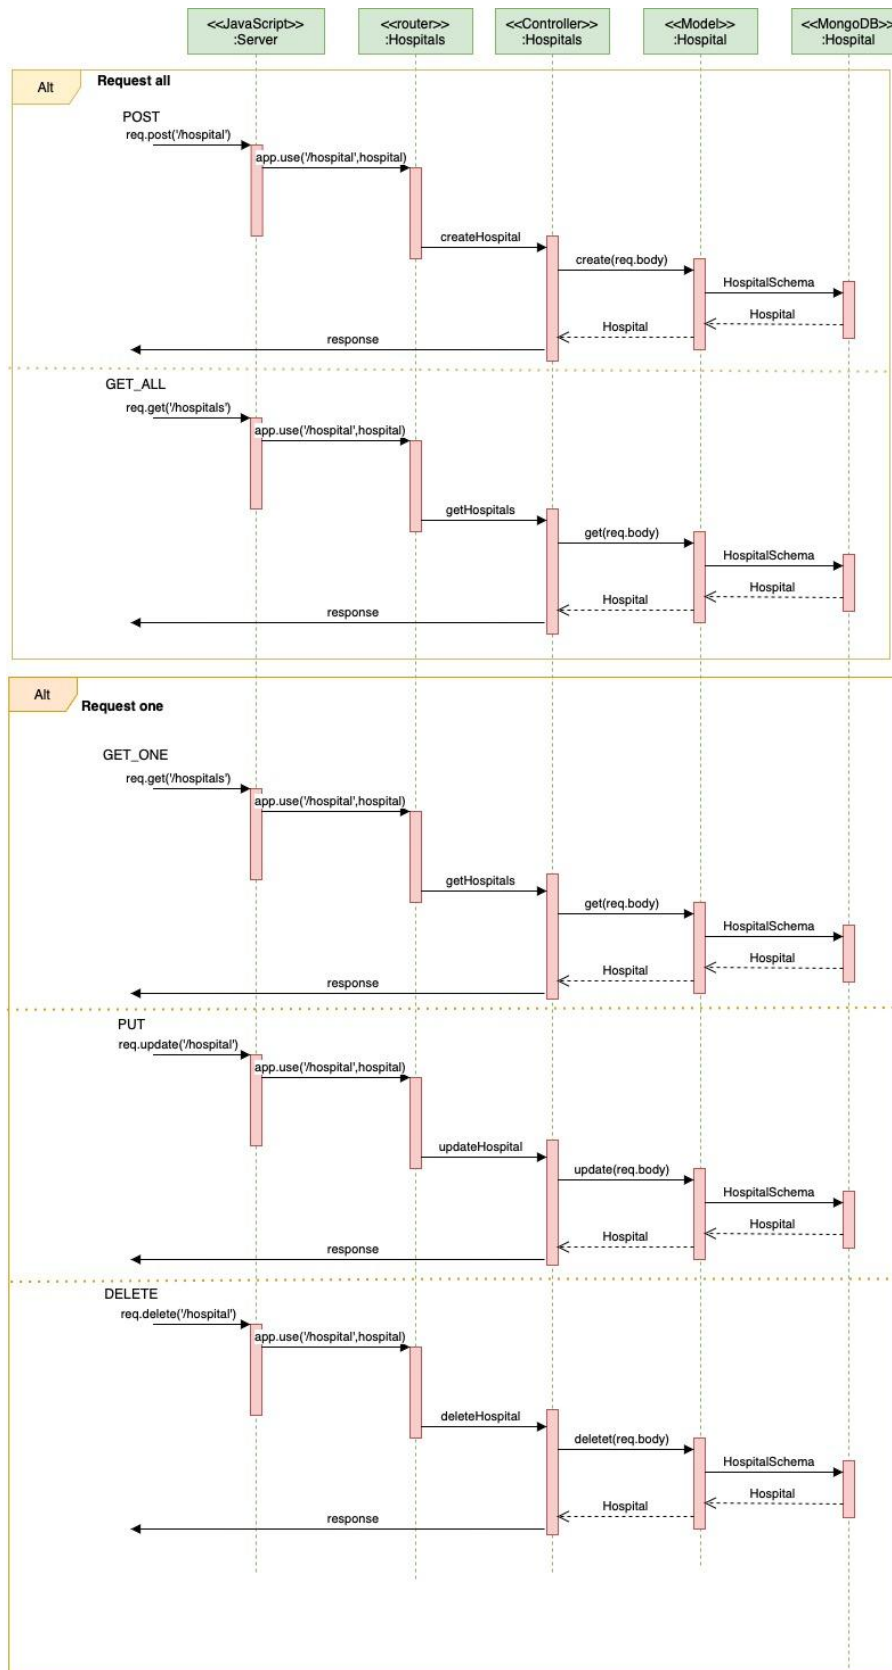 <<JavaScript>>
:Server
<<router>>
:Hospitals
<<Controller>>
:Hospitals
<<Model>>
:Hospital
<<MongoDB>>
:Hospital
Alt
Request all
POST
req.post('/hospital')
app.use('/hospital',hospital)
createHospital
create(req.body)
HospitalSchema
Hospital
Hospital
response
GET_ALL
req.get('/hospitals')
app.use('/hospital',hospital)
getHospitals
get(req.body)
HospitalSchema
Hospital
Hospital
response
Alt
Request one
GET_ONE
req.get('/hospitals')
app.use('/hospital',hospital)
getHospitals
get(req.body)
HospitalSchema
Hospital
Hospital
response
PUT
req.update('/hospital')
app.use('/hospital',hospital)
updateHospital
update(req.body)
HospitalSchema
Hospital
Hospital
response
DELETE
req.delete('/hospital')
app.use('/hospital',hospital)
deleteHospital
deletet(req.body)
HospitalSchema
Hospital
Hospital
response